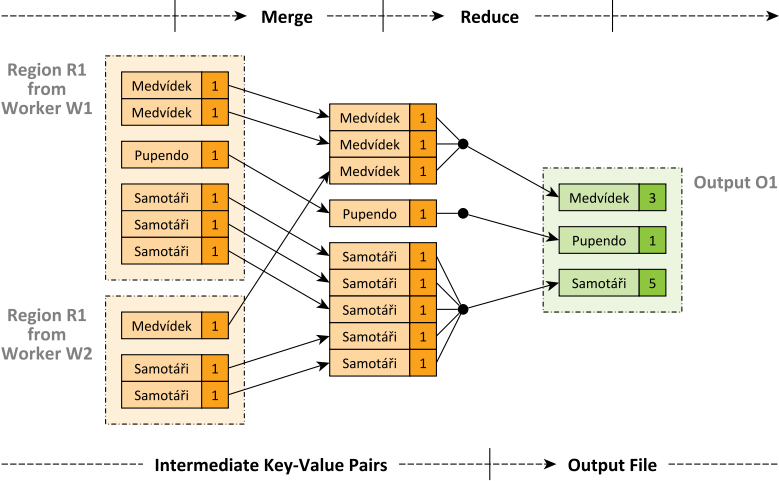 Merge
Reduce
Region R1
from
Worker W1
Medvídek 1
Medvídek 1
Pupendo 1
Samotáři 1
Samotáři 1
Samotáři 1
Region R1
from
Worker W2
Medvídek 1
Samotáři 1
Samotáři 1
Medvídek 1
Medvídek 1
Medvídek 1
Pupendo 1
Samotáři 1
Samotáři 1
Samotáři 1
Samotáři 1
Samotáři 1
Output O1
Medvídek 3
Pupendo 1
Samotáři 5
Intermediate Key-Value Pairs
Output File